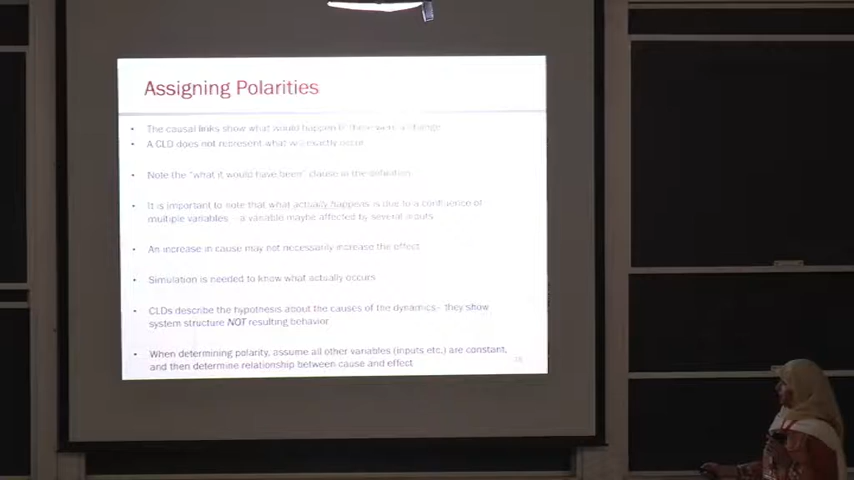 Assigning Polarities
• The causal links show what would happen if there were a change
• A CLD does not represent what will exactly occur
• Note the "what it would have been" clause in the definition
• It is important to note that what actually happens is due to a confluence of
multiple variables – a variable maybe affected by several inputs
• An increase in cause may not necessarily increase the effect
• Simulation is needed to know what actually occurs
• CLDs describe the hypothesis about the causes of the dynamics– they show
system structure NOT resulting behavior
• When determining polarity, assume all other variables (inputs etc.) are constant,
and then determine relationship between cause and effect